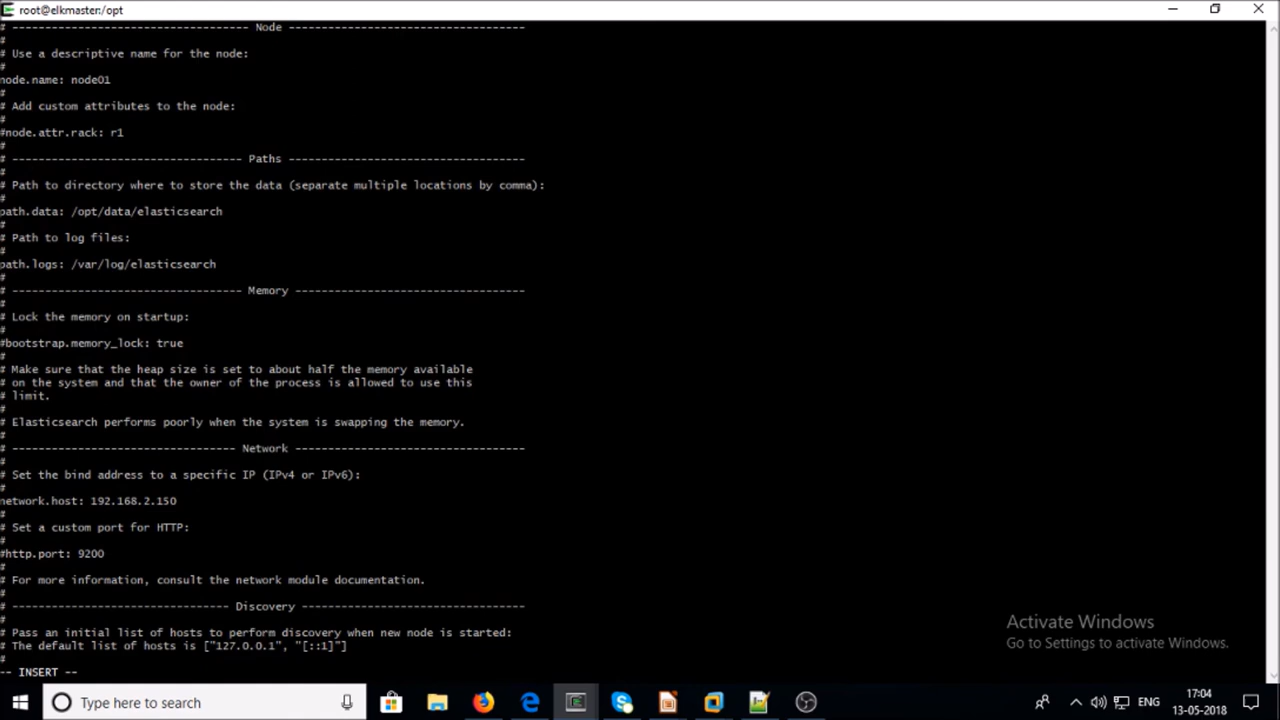 root@elkmaster:/opt
# ---------------------------------- Node -----------------------------------
#
# Use a descriptive name for the node:
#
node.name: node01
#
# Add custom attributes to the node:
#
#node.attr.rack: r1
#
# ----------------------------------- Paths ------------------------------------
#
# Path to directory where to store the data (separate multiple locations by comma):
#
path.data: /opt/data/elasticsearch
#
# Path to log files:
#
path.logs: /var/log/elasticsearch
#
# ----------------------------------- Memory -----------------------------------
#
# Lock the memory on startup:
#
#bootstrap.memory_lock: true
#
# Make sure that the heap size is set to about half the memory available
# on the system and that the owner of the process is allowed to use this
# limit.
#
# Elasticsearch performs poorly when the system is swapping the memory.
#
# ---------------------------------- Network -----------------------------------
#
# Set the bind address to a specific IP (IPv4 or IPv6):
#
network.host: 192.168.2.150
#
# Set a custom port for HTTP:
#
#http.port: 9200
#
# For more information, consult the network module documentation.
#
# --------------------------------- Discovery ----------------------------------
#
# Pass an initial list of hosts to perform discovery when new node is started:
# The default list of hosts is ["127.0.0.1", "[::1]"]
#
-- INSERT --
Activate Windows
Go to Settings to activate Windows.
Type here to search
ENG
17:04
13-05-2018